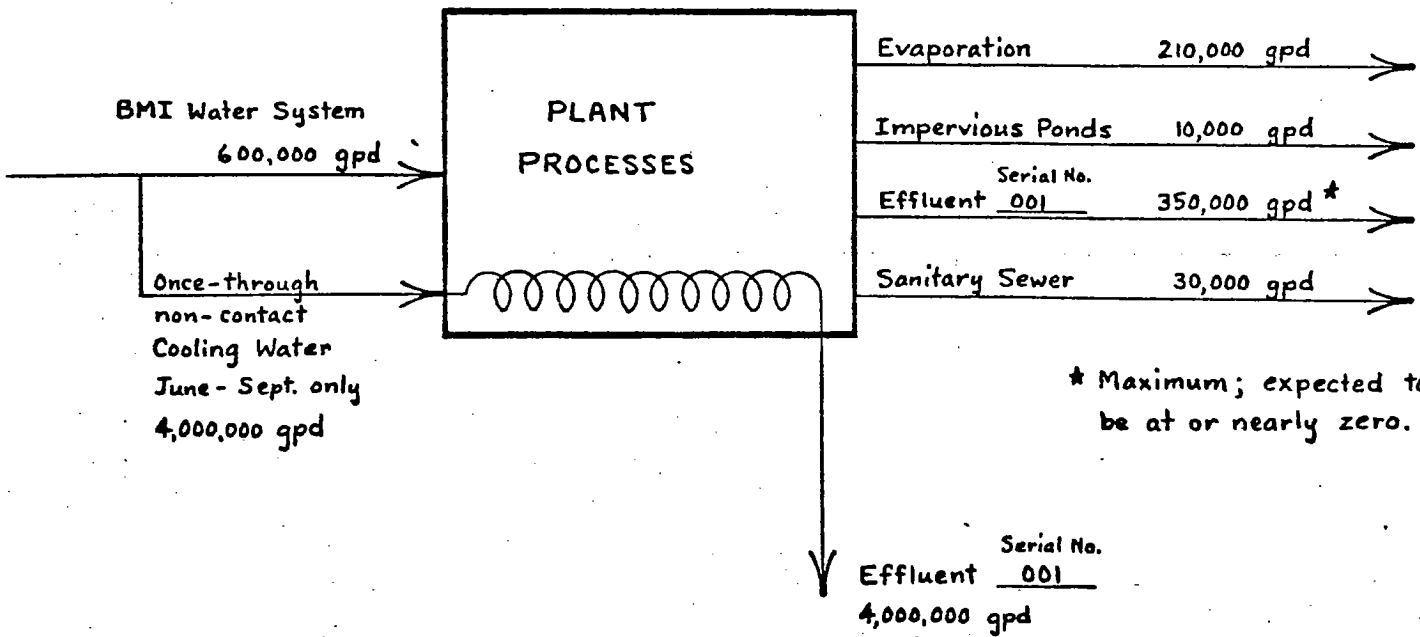 BMI Water System
600,000 gpd
PLANT
PROCESSES
Evaporation 210,000 gpd
Impervious Ponds 10,000 gpd
Serial No.
Effluent 001 350,000 gpd *
Sanitary Sewer 30,000 gpd
Once-through
non-contact
Cooling Water
June - Sept. only
4,000,000 gpd
* Maximum; expected to
be at or nearly zero.
Serial No.
Effluent 001
4,000,000 gpd